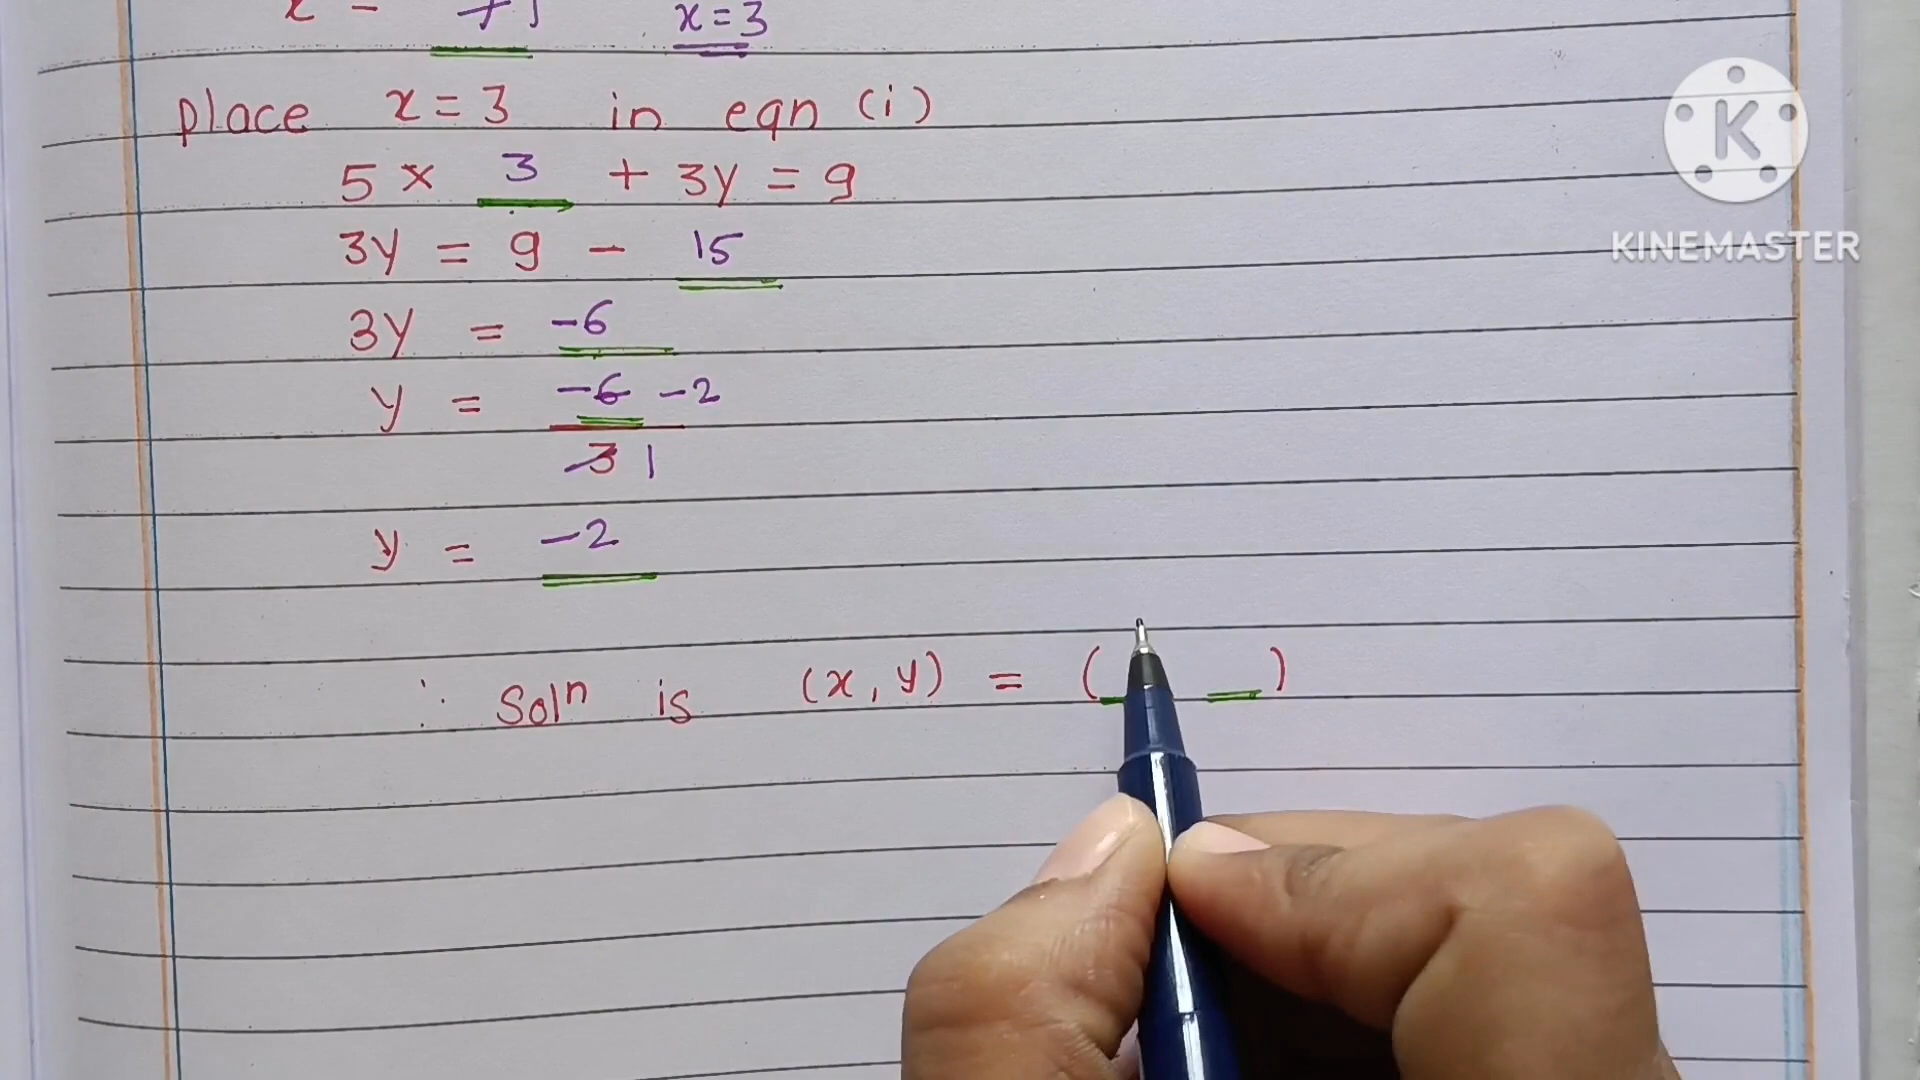 x = 3
place x = 3 in eqn (i)
5 × 3 + 3y = 9
3y = 9 - 15
3y = -6
y = -6 -2
3 1
y = -2
∴ Solⁿ is (x, y) = ( )
K
KINEMASTER